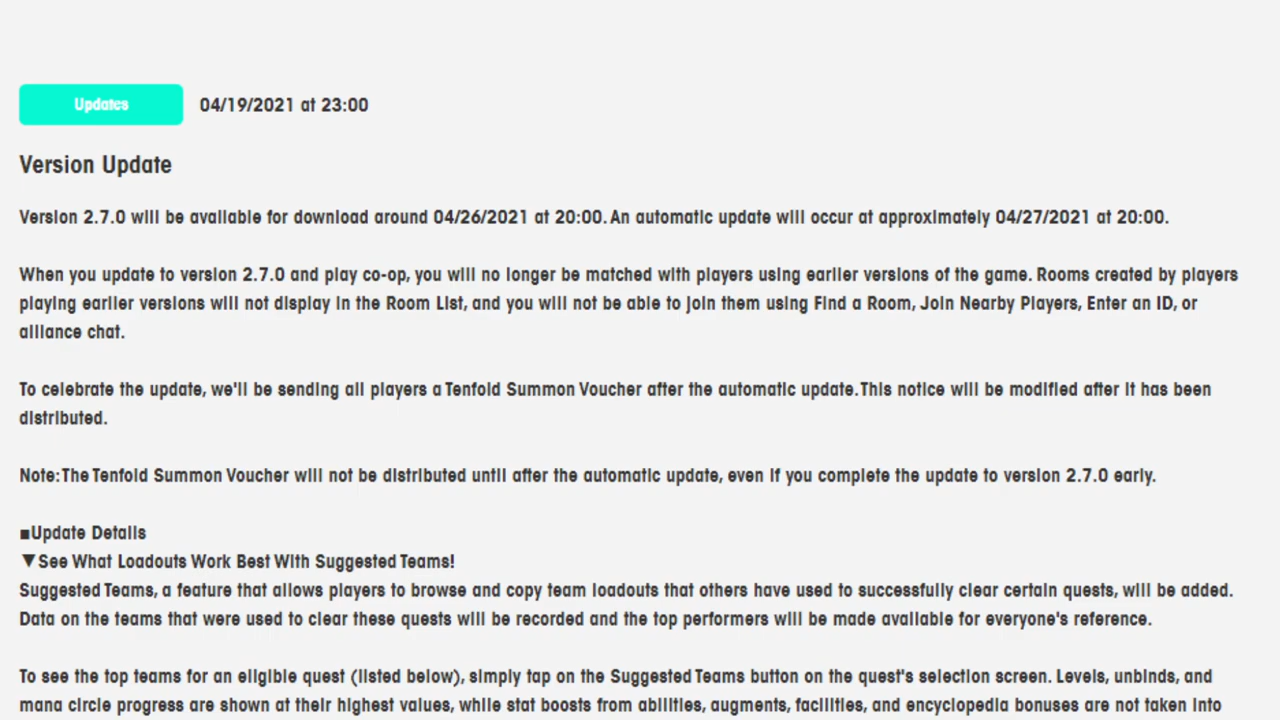 Updates 04/19/2021 at 23:00
Version Update
Version 2.7.0 will be available for download around 04/26/2021 at 20:00. An automatic update will occur at approximately 04/27/2021 at 20:00.
When you update to version 2.7.0 and play co-op, you will no longer be matched with players using earlier versions of the game. Rooms created by players
playing earlier versions will not display in the Room List, and you will not be able to join them using Find a Room, Join Nearby Players, Enter an ID, or
alliance chat.
To celebrate the update, we'll be sending all players a Tenfold Summon Voucher after the automatic update. This notice will be modified after it has been
distributed.
Note: The Tenfold Summon Voucher will not be distributed until after the automatic update, even if you complete the update to version 2.7.0 early.
■Update Details
▼See What Loadouts Work Best With Suggested Teams!
Suggested Teams, a feature that allows players to browse and copy team loadouts that others have used to successfully clear certain quests, will be added.
Data on the teams that were used to clear these quests will be recorded and the top performers will be made available for everyone's reference.
To see the top teams for an eligible quest (listed below), simply tap on the Suggested Teams button on the quest's selection screen. Levels, unbinds, and
mana circle progress are shown at their highest values, while stat boosts from abilities, augments, facilities, and encyclopedia bonuses are not taken into